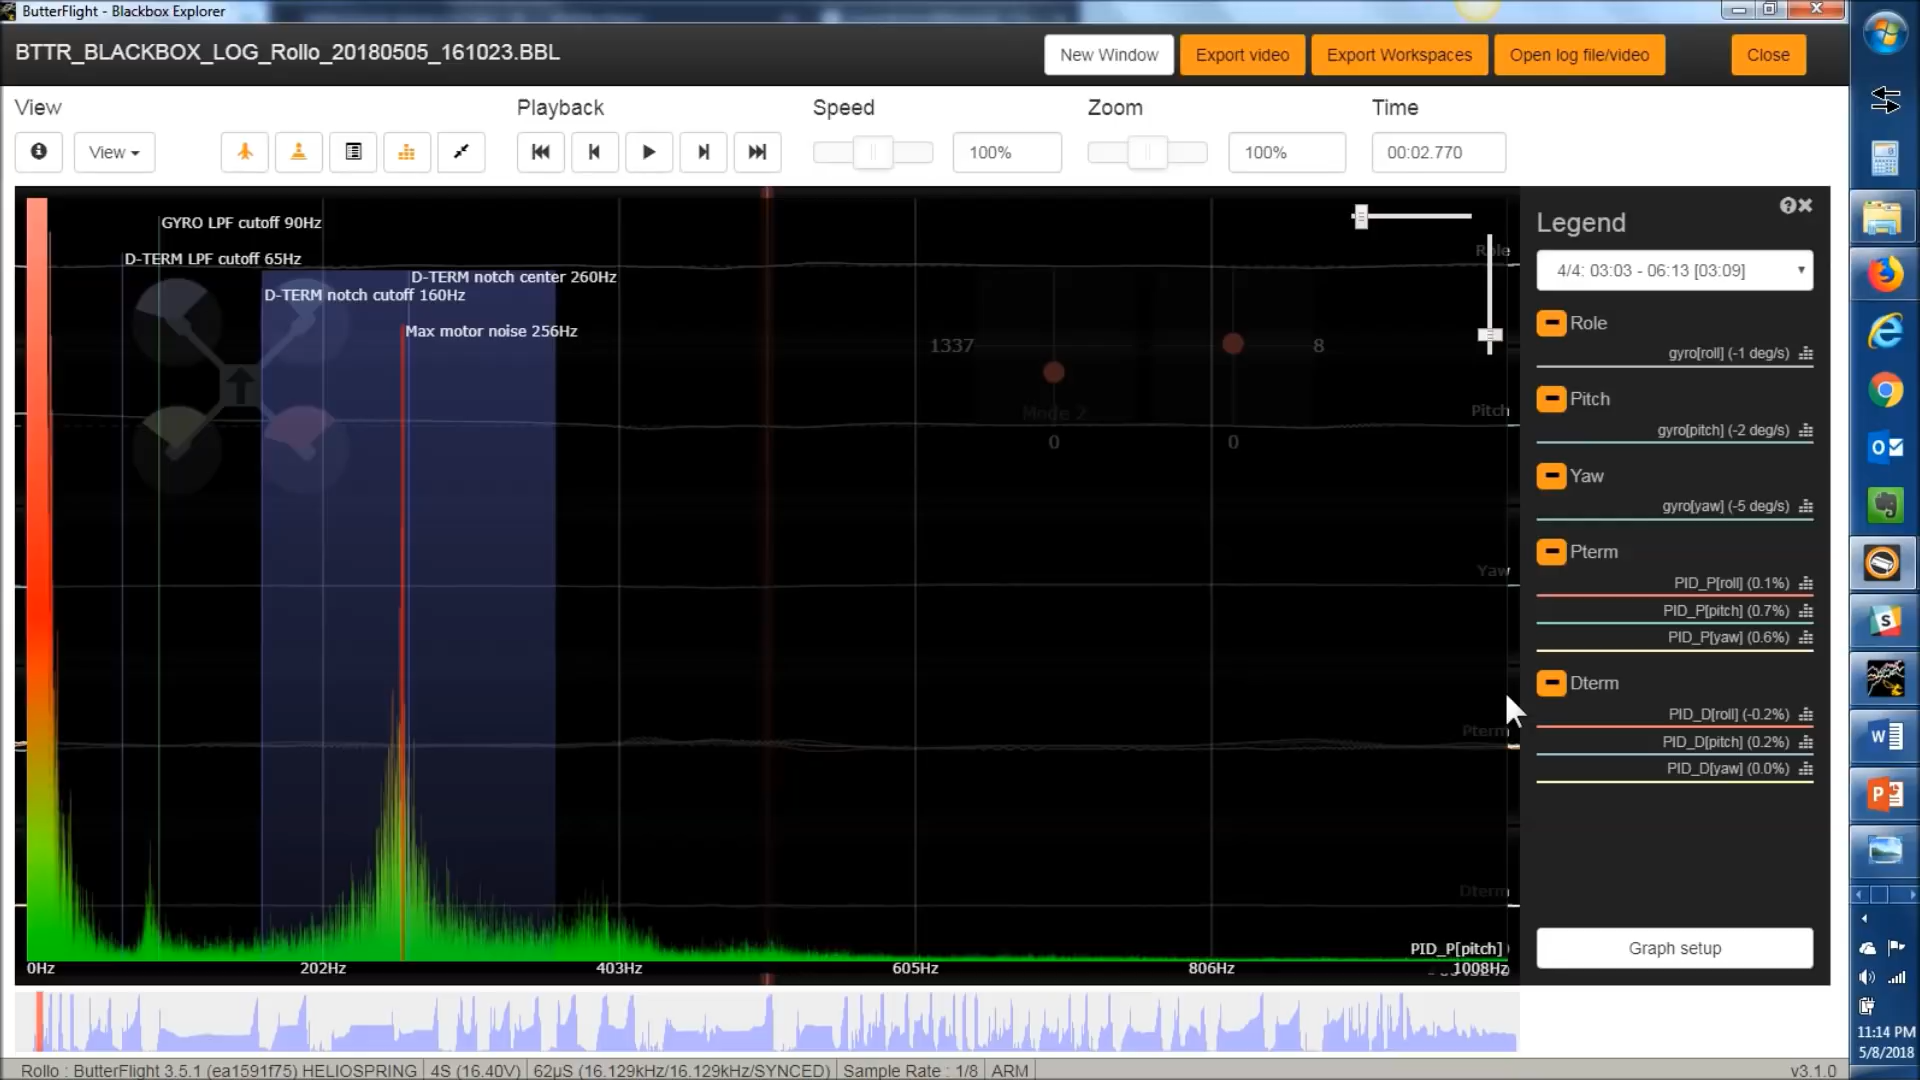 ButterFlight - Blackbox Explorer
BTTR_BLACKBOX_LOG_Rollo_20180505_161023.BBL
New Window
Export video
Export Workspaces
Open log file/video
Close
View
Playback
Speed
Zoom
Time
View
100%
100%
00:02.770
GYRO LPF cutoff 90Hz
D-TERM LPF cutoff 65Hz
D-TERM notch center 260Hz
D-TERM notch cutoff 160Hz
Max motor noise 256Hz
1337
8
Mode 2
0
0
Role
Pitch
Yaw
Pterm
Dterm
PID_P[pitch]
0Hz
202Hz
403Hz
605Hz
806Hz
1008Hz
Legend
4/4: 03:03 - 06:13 [03:09]
Role
gyro[roll] (-1 deg/s)
Pitch
gyro[pitch] (-2 deg/s)
Yaw
gyro[yaw] (-5 deg/s)
Pterm
PID_P[roll] (0.1%)
PID_P[pitch] (0.7%)
PID_P[yaw] (0.6%)
Dterm
PID_D[roll] (-0.2%)
PID_D[pitch] (0.2%)
PID_D[yaw] (0.0%)
Graph setup
Rollo : ButterFlight 3.5.1 (ea1591f75) HELIOSPRING
4S (16.40V)
62µS (16.129kHz/16.129kHz/SYNCED)
Sample Rate : 1/8
ARM
v3.1.0
11:14 PM
5/8/2018